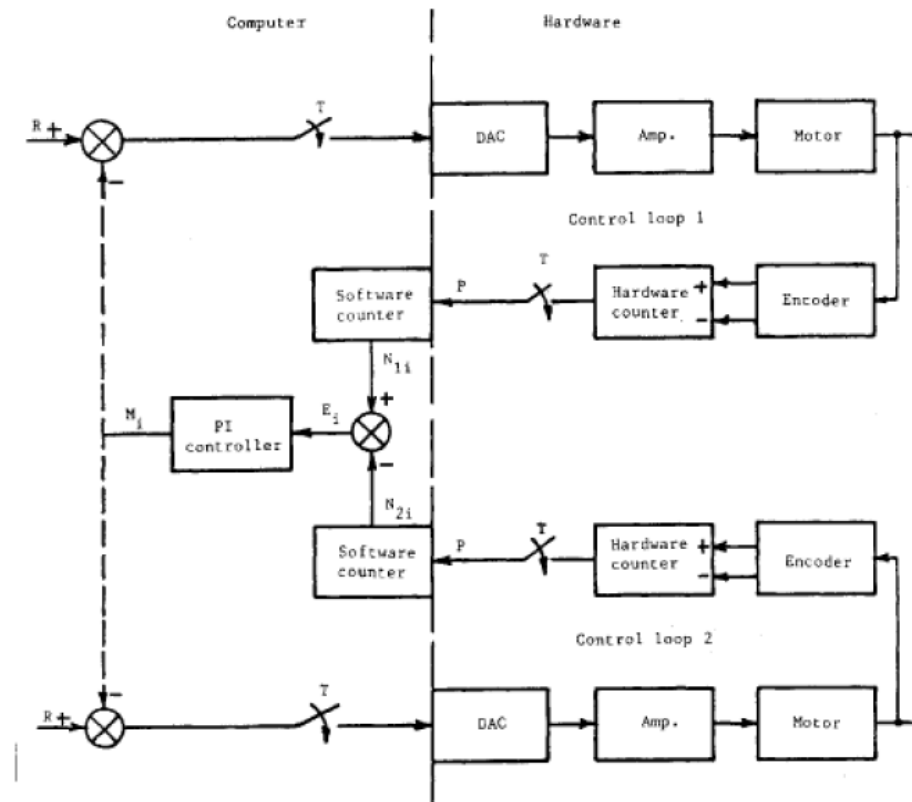 Computer Hardware
T
R + DAC Amp. Motor
-
Control loop 1
T
P
Software counter
Hardware counter
+
-
Encoder
N1i
+
Mi
PI controller
Ei
-
N2i
T
P
Software counter
Hardware counter
+
-
Encoder
Control loop 2
-
T
R + DAC Amp. Motor